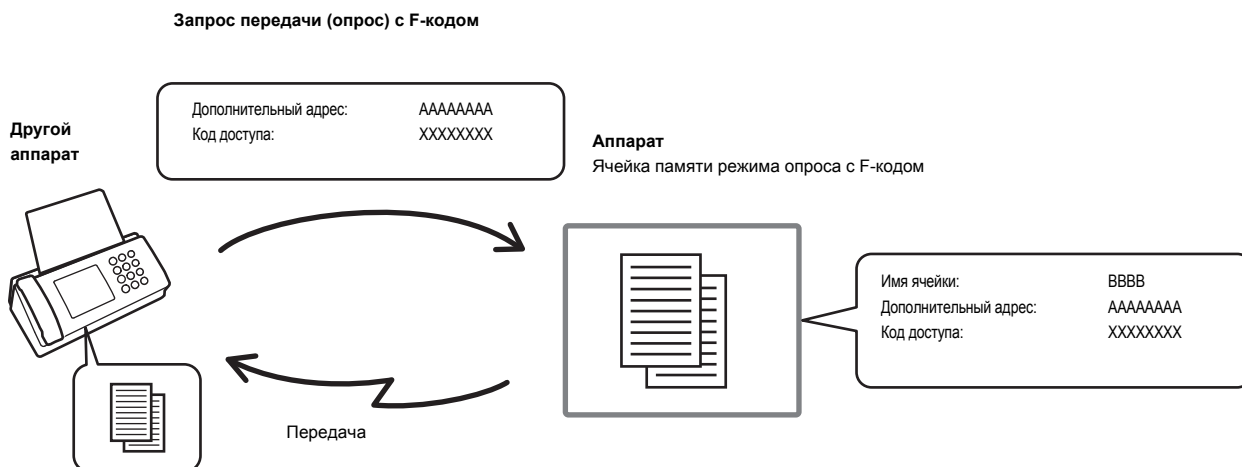 Запрос передачи (опрос) с F-кодом
Дополнительный адрес: AAAAAAAA
Код доступа: XXXXXXXX
Другой
аппарат
Аппарат
Ячейка памяти режима опроса с F-кодом
Имя ячейки: BBBB
Дополнительный адрес: AAAAAAAA
Код доступа: XXXXXXXX
Передача